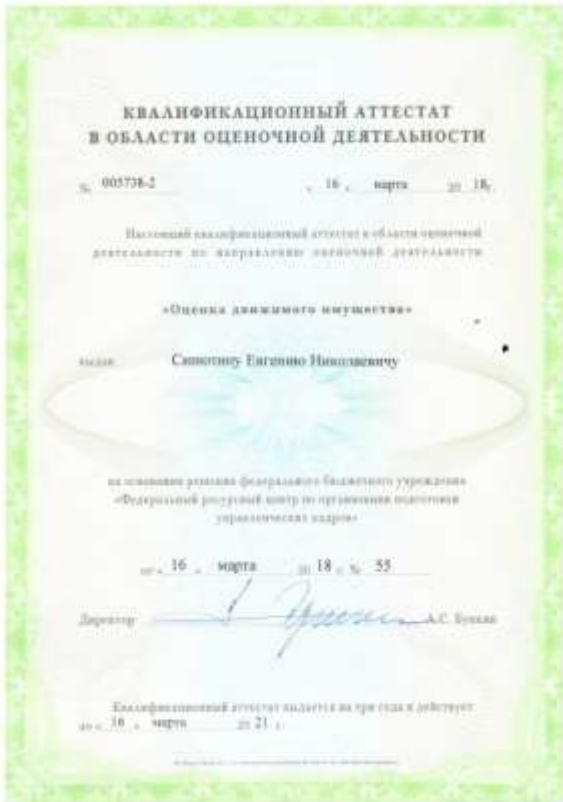 КВАЛИФИКАЦИОННЫЙ АТТЕСТАТ
В ОБЛАСТИ ОЦЕНОЧНОЙ ДЕЯТЕЛЬНОСТИ
№ 005738-2 « 16 » марта 20 18г.
Настоящий квалификационный аттестат в области оценочной
деятельности по направлению оценочной деятельности
«Оценка движимого имущества»
выдан Евгению Николаевичу
на основании решения федерального бюджетного учреждения
«Федеральный ресурсный центр по организации подготовки
управленческих кадров»
от « 16 » марта 20 18 г. № 55
Директор А.С. Бункин
Квалификационный аттестат выдается на три года и действует
до « 16 » марта 20 21 г.